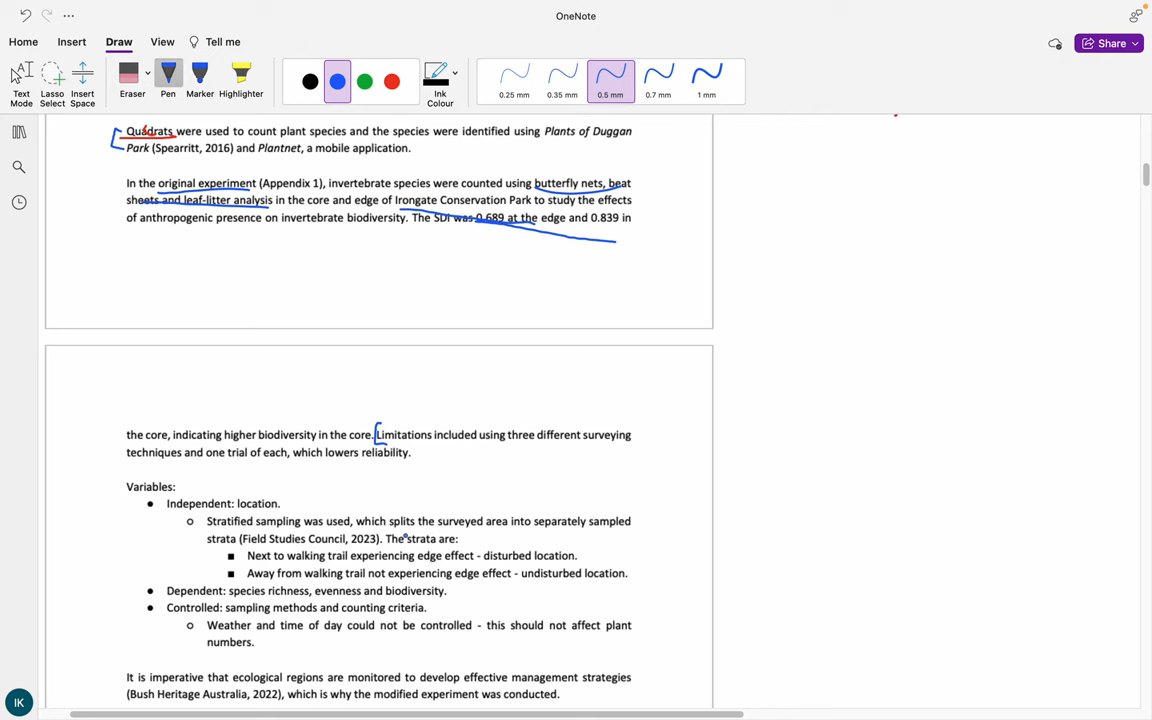 OneNote
Home Insert Draw View Tell me
Share
Text Mode
Lasso Select
Insert Space
Eraser
Pen
Marker
Highlighter
Ink Colour
0.25 mm
0.35 mm
0.5 mm
0.7 mm
1 mm
Quadrats were used to count plant species and the species were identified using Plants of Duggan
Park (Spearritt, 2016) and Plantnet, a mobile application.
In the original experiment (Appendix 1), invertebrate species were counted using butterfly nets, beat
sheets and leaf-litter analysis in the core and edge of Irongate Conservation Park to study the effects
of anthropogenic presence on invertebrate biodiversity. The SDI was 0.689 at the edge and 0.839 in
the core, indicating higher biodiversity in the core. Limitations included using three different surveying
techniques and one trial of each, which lowers reliability.
Variables:
● Independent: location.
○ Stratified sampling was used, which splits the surveyed area into separately sampled
strata (Field Studies Council, 2023). The strata are:
■ Next to walking trail experiencing edge effect - disturbed location.
■ Away from walking trail not experiencing edge effect - undisturbed location.
● Dependent: species richness, evenness and biodiversity.
● Controlled: sampling methods and counting criteria.
○ Weather and time of day could not be controlled - this should not affect plant
numbers.
It is imperative that ecological regions are monitored to develop effective management strategies
(Bush Heritage Australia, 2022), which is why the modified experiment was conducted.
IK